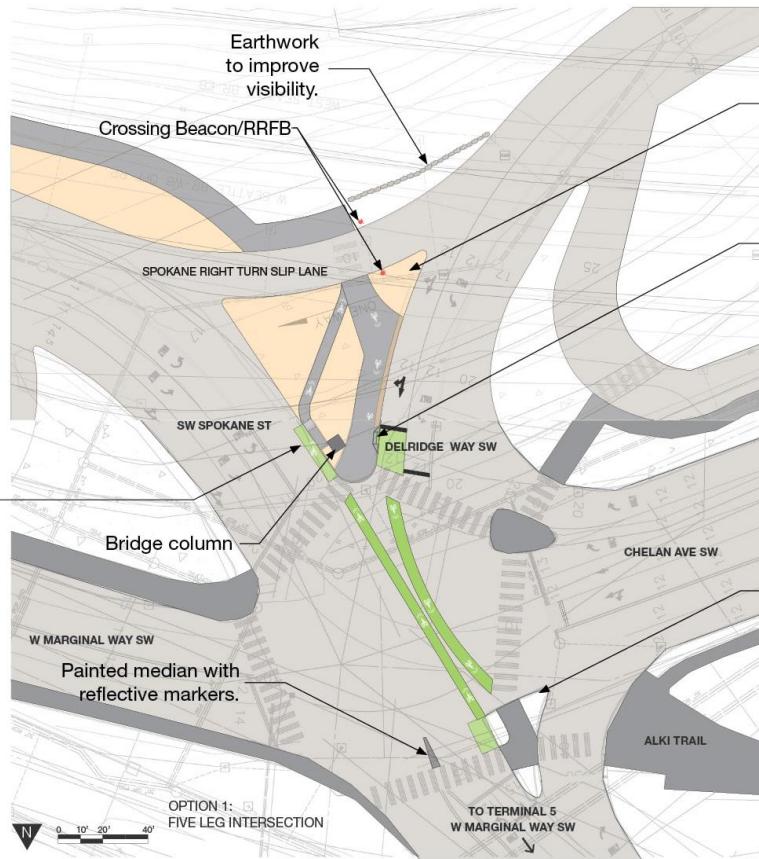 Earthwork
to improve
visibility.
Crossing Beacon/RRFB
SPOKANE RIGHT TURN SLIP LANE
ONE WAY
SW SPOKANE ST
DELRIDGE WAY SW
Bridge column
CHELAN AVE SW
W MARGINAL WAY SW
Painted median with
reflective markers.
ALKI TRAIL
OPTION 1:
FIVE LEG INTERSECTION
TO TERMINAL 5
W MARGINAL WAY SW
N
0 10' 20' 40'